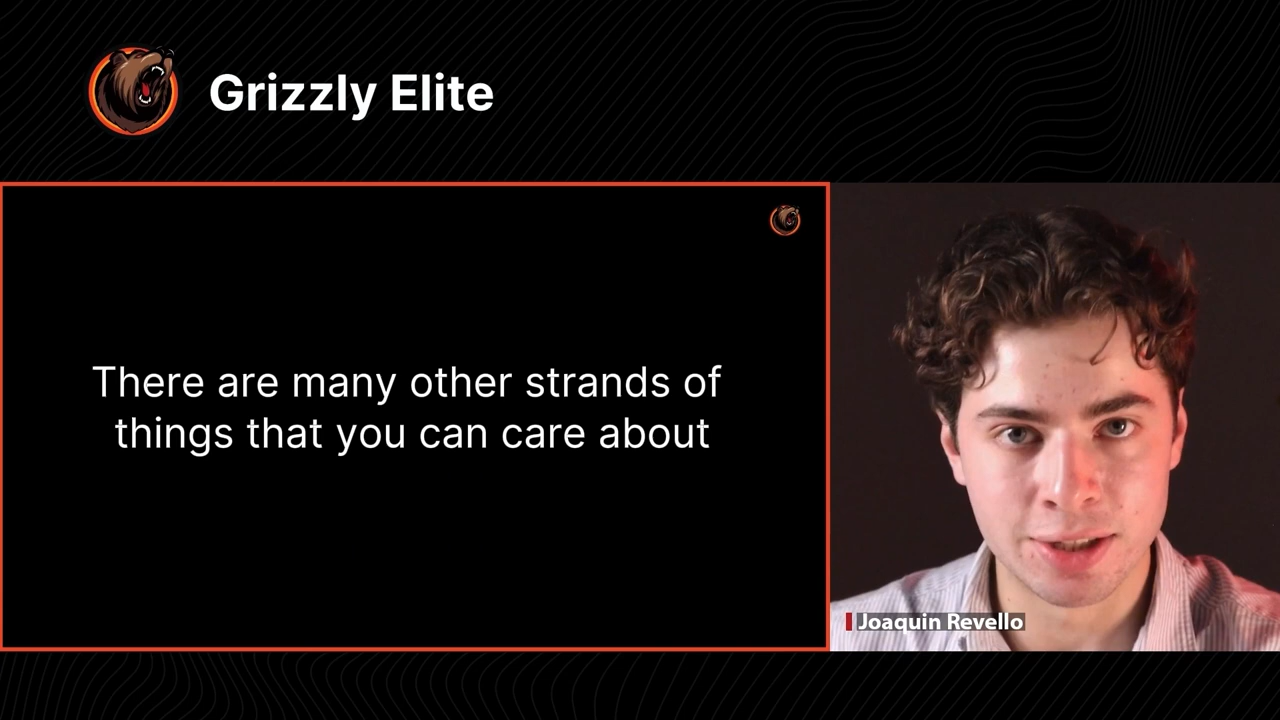 Grizzly Elite
There are many other strands of
things that you can care about
Joaquin Revello